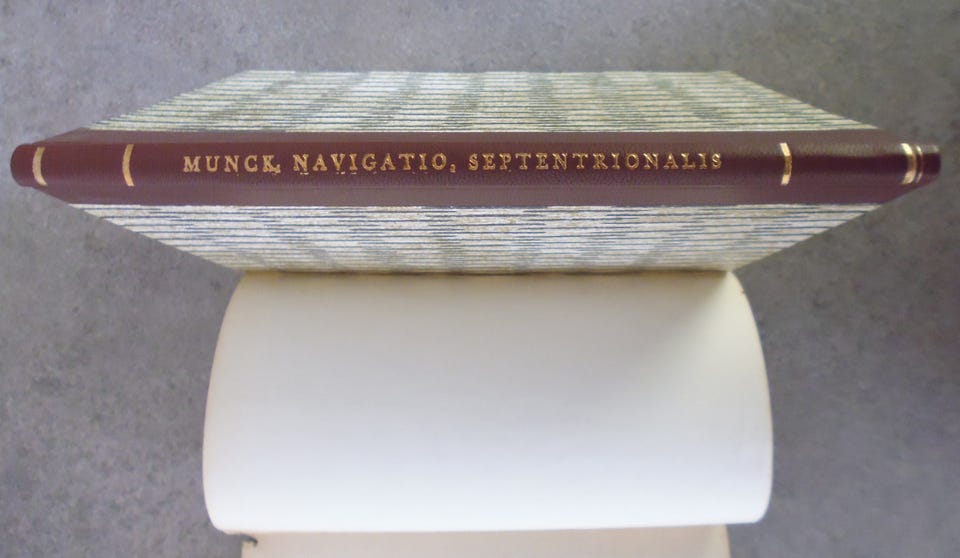 MUNCK, NAVIGATIO, SEPTENTRIONALIS